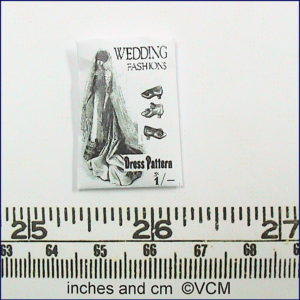 WEDDING
FASHIONS
Dress Pattern
1/-
25 26 27
63 64 65 66 67 68
inches and cm ©VCM